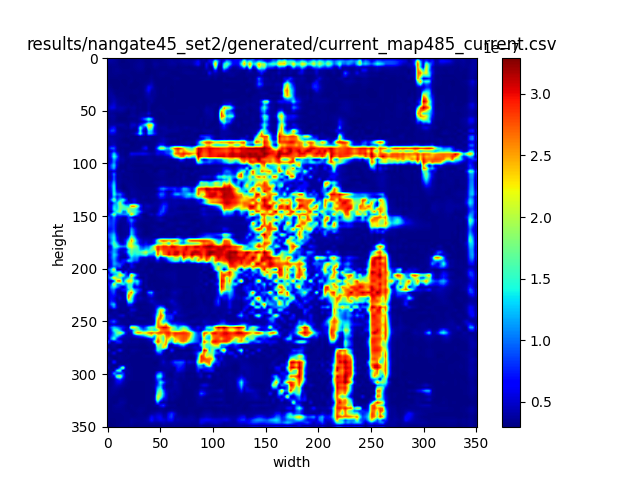 results/nangate45_set2/generated/current_map485_current.csv
1e−7
0
50
100
150
200
250
300
350
height
0 50 100 150 200 250 300 350
width
3.0
2.5
2.0
1.5
1.0
0.5